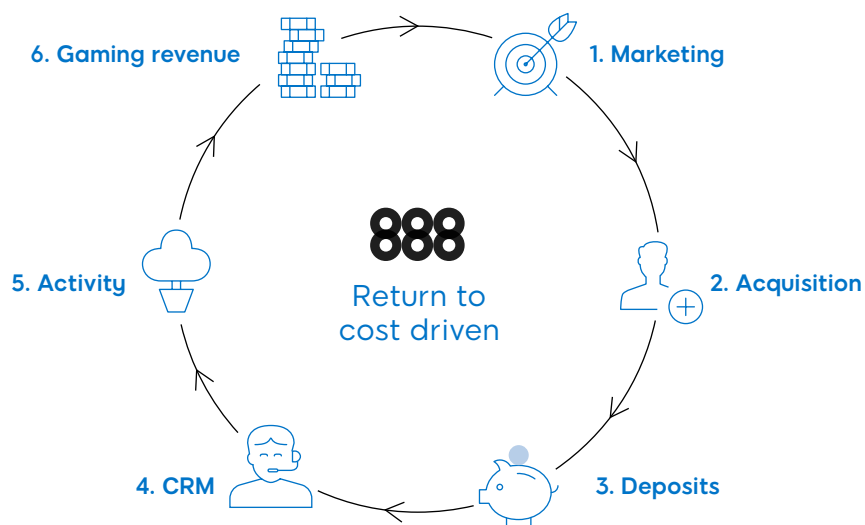 6. Gaming revenue
1. Marketing
5. Activity
888
Return to
cost driven
2. Acquisition
4. CRM
3. Deposits